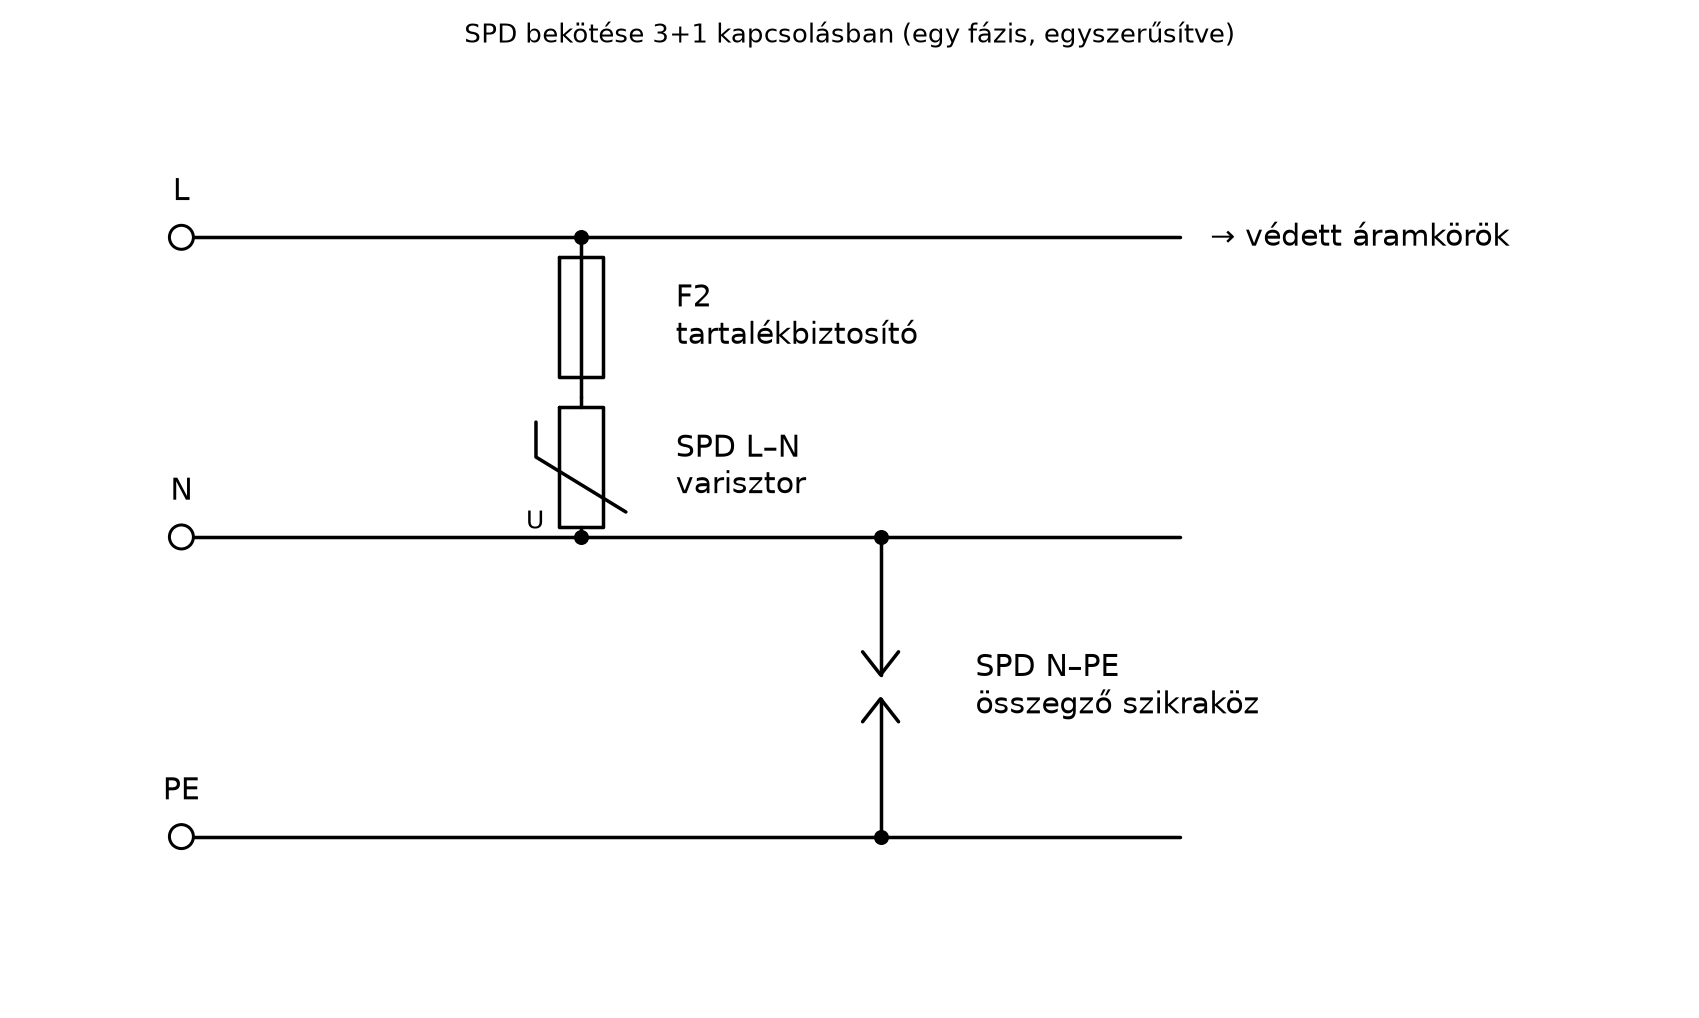 SPD bekötése 3+1 kapcsolásban (egy fázis, egyszerűsítve)
L
→ védett áramkörök
F2
tartalékbiztosító
SPD L–N
varisztor
N
U
SPD N–PE
összegző szikraköz
PE